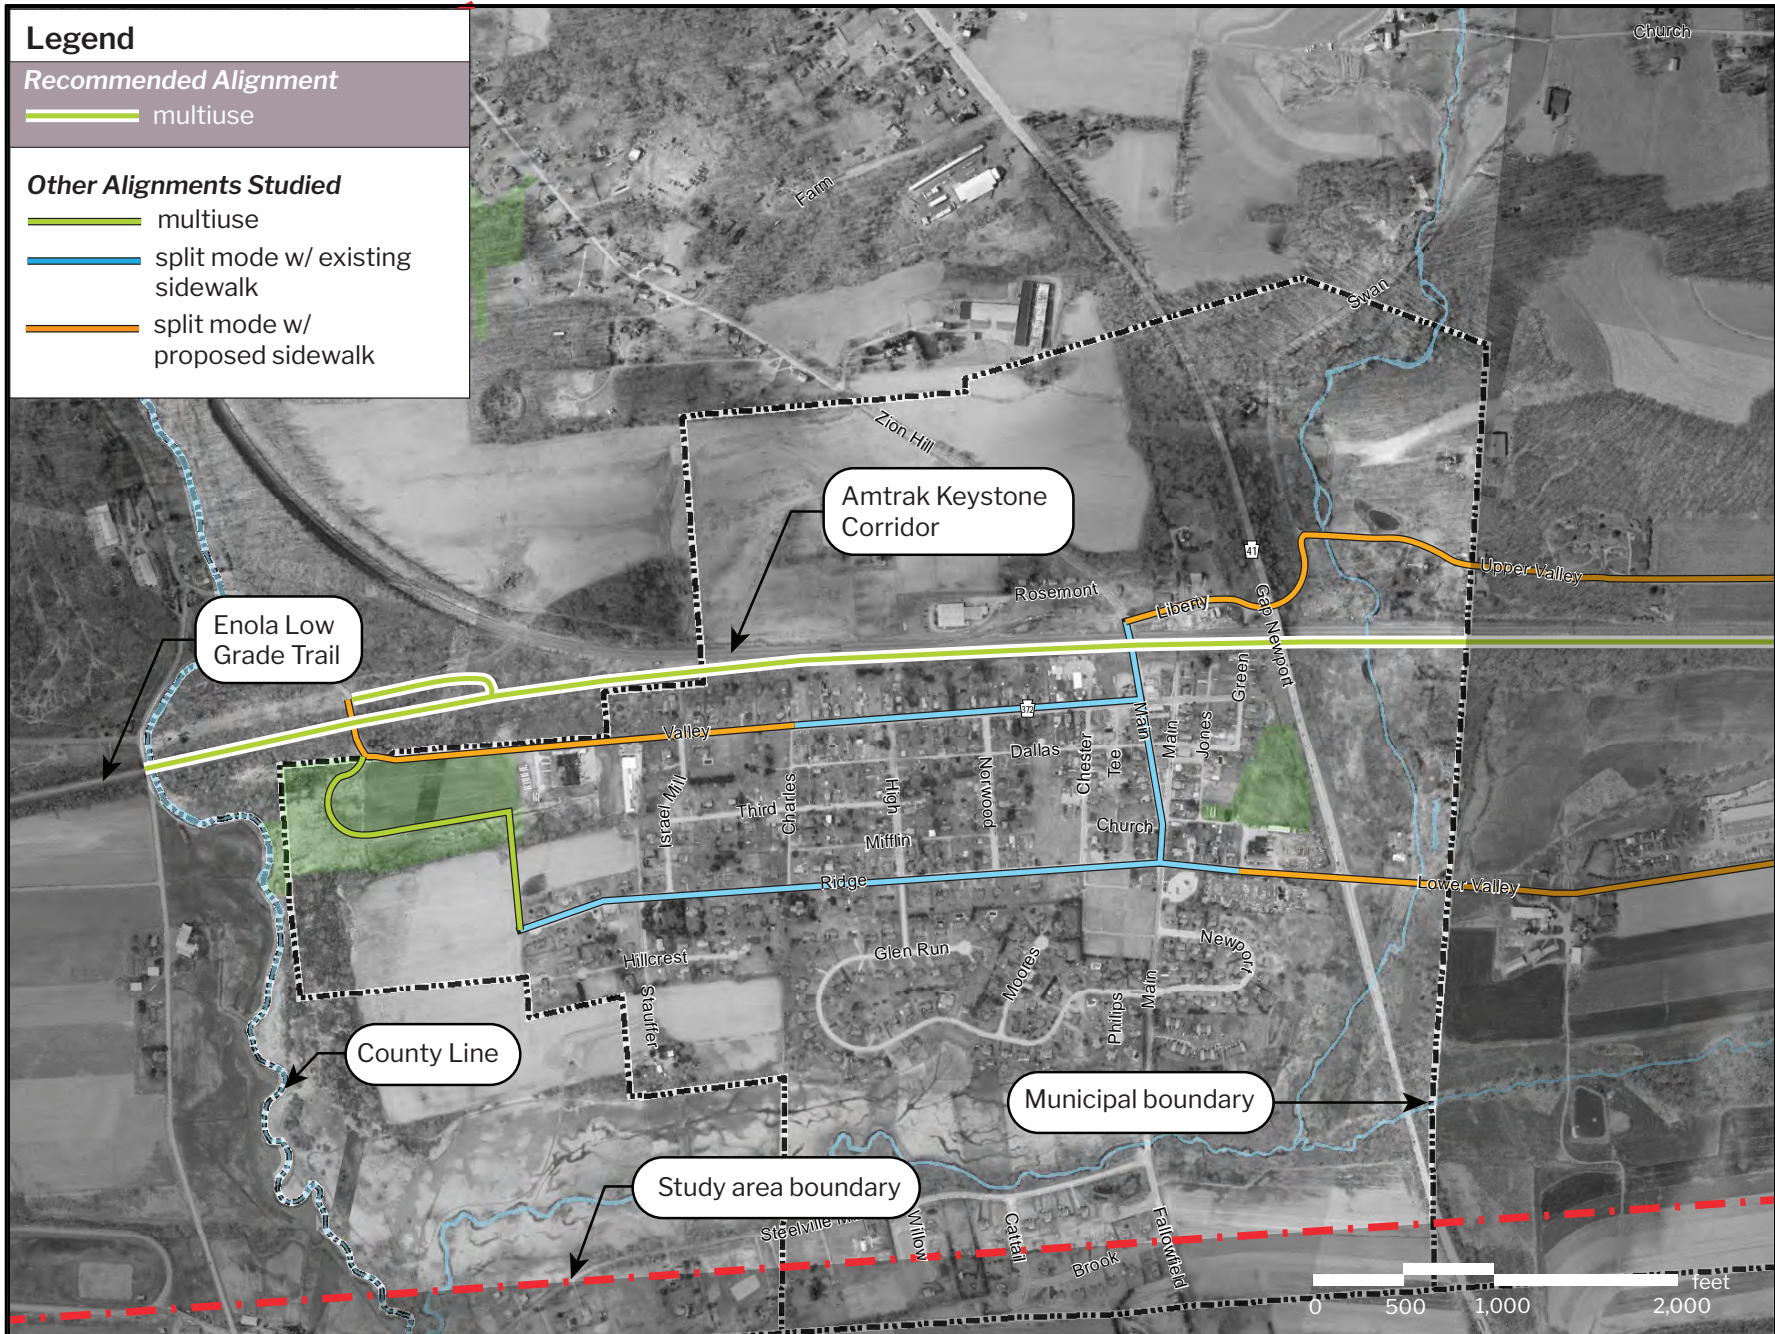 Legend
Recommended Alignment
multiuse
Other Alignments Studied
multiuse
split mode w/ existing
sidewalk
split mode w/
proposed sidewalk
Church
Farm
Swan
Zion Hill
Amtrak Keystone
Corridor
41
Upper Valley
Rosemont
Liberty
Gap Newport
Enola Low
Grade Trail
Green
372
Main
Main
Jones
Valley
Dallas
Chester
Tee
Norwood
High
Charles
Israel Mill
Third
Church
Mifflin
Ridge
Lower Valley
Newport
Glen Run
Moores
Hillcrest
Stauffer
Philips
Main
County Line
Municipal boundary
Study area boundary
Steelville
Willow
Cattail
Fallowfield
Brook
feet
0 500 1,000 2,000